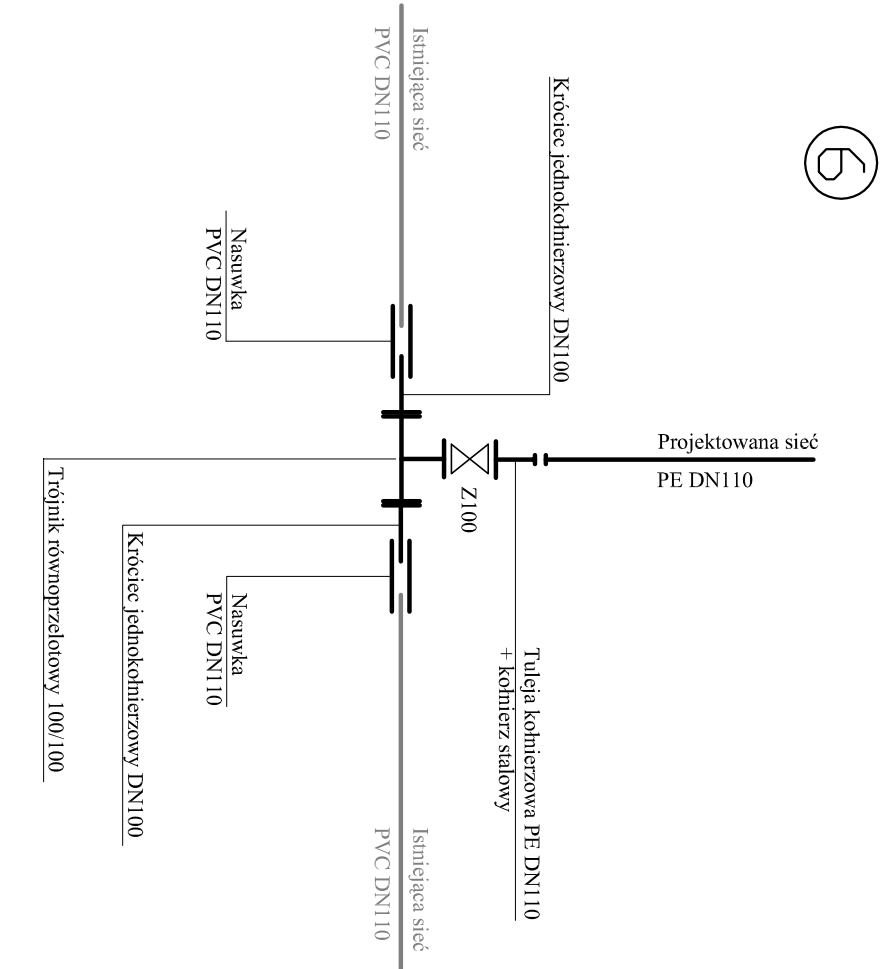 6
Istniejąca sieć
PVC DN110
Króciec jednokołnierzowy DN100
Nasuwka
PVC DN110
Projektowana sieć
PE DN110
Z100
Tuleja kołnierzowa PE DN110
+ kołnierz stalowy
Trójnik równoprzelotowy 100/100
Króciec jednokołnierzowy DN100
Nasuwka
PVC DN110
Istniejąca sieć
PVC DN110